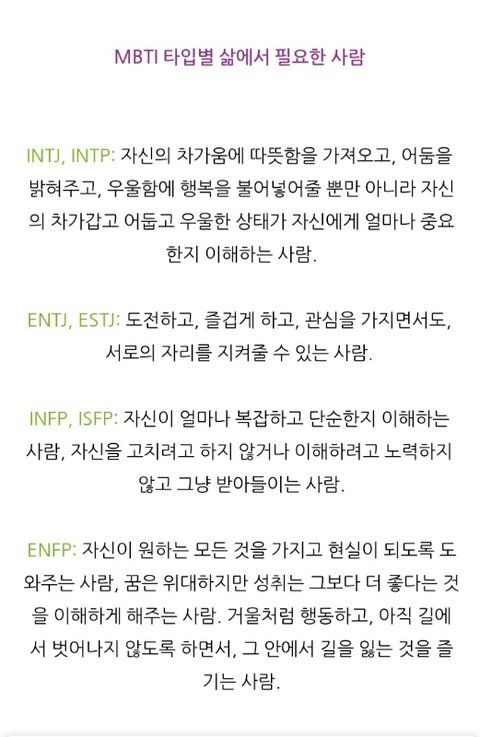 MBTI 타입별 삶에서 필요한 사람
INTJ, INTP: 자신의 차가움에 따뜻함을 가져오고, 어둠을
밝혀주고, 우울함에 행복을 불어넣어줄 뿐만 아니라 자신
의 차가갑고 어둡고 우울한 상태가 자신에게 얼마나 중요
한지 이해하는 사람.
ENTJ, ESTJ: 도전하고, 즐겁게 하고, 관심을 가지면서도,
서로의 자리를 지켜줄 수 있는 사람.
INFP, ISFP: 자신이 얼마나 복잡하고 단순한지 이해하는
사람, 자신을 고치려고 하지 않거나 이해하려고 노력하지
않고 그냥 받아들이는 사람.
ENFP: 자신이 원하는 모든 것을 가지고 현실이 되도록 도
와주는 사람, 꿈은 위대하지만 성취는 그보다 더 좋다는 것
을 이해하게 해주는 사람. 거울처럼 행동하고, 아직 길에
서 벗어나지 않도록 하면서, 그 안에서 길을 잃는 것을 즐
기는 사람.